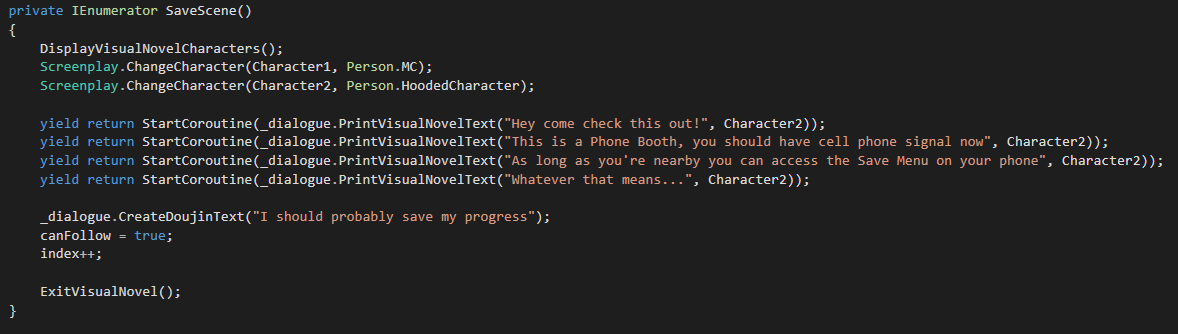 private IEnumerator SaveScene()
{
    DisplayVisualNovelCharacters();
    Screenplay.ChangeCharacter(Character1, Person.MC);
    Screenplay.ChangeCharacter(Character2, Person.HoodedCharacter);

    yield return StartCoroutine(_dialogue.PrintVisualNovelText("Hey come check this out!", Character2));
    yield return StartCoroutine(_dialogue.PrintVisualNovelText("This is a Phone Booth, you should have cell phone signal now", Character2));
    yield return StartCoroutine(_dialogue.PrintVisualNovelText("As long as you're nearby you can access the Save Menu on your phone", Character2));
    yield return StartCoroutine(_dialogue.PrintVisualNovelText("Whatever that means...", Character2));

    _dialogue.CreateDoujinText("I should probably save my progress");
    canFollow = true;
    index++;

    ExitVisualNovel();
}